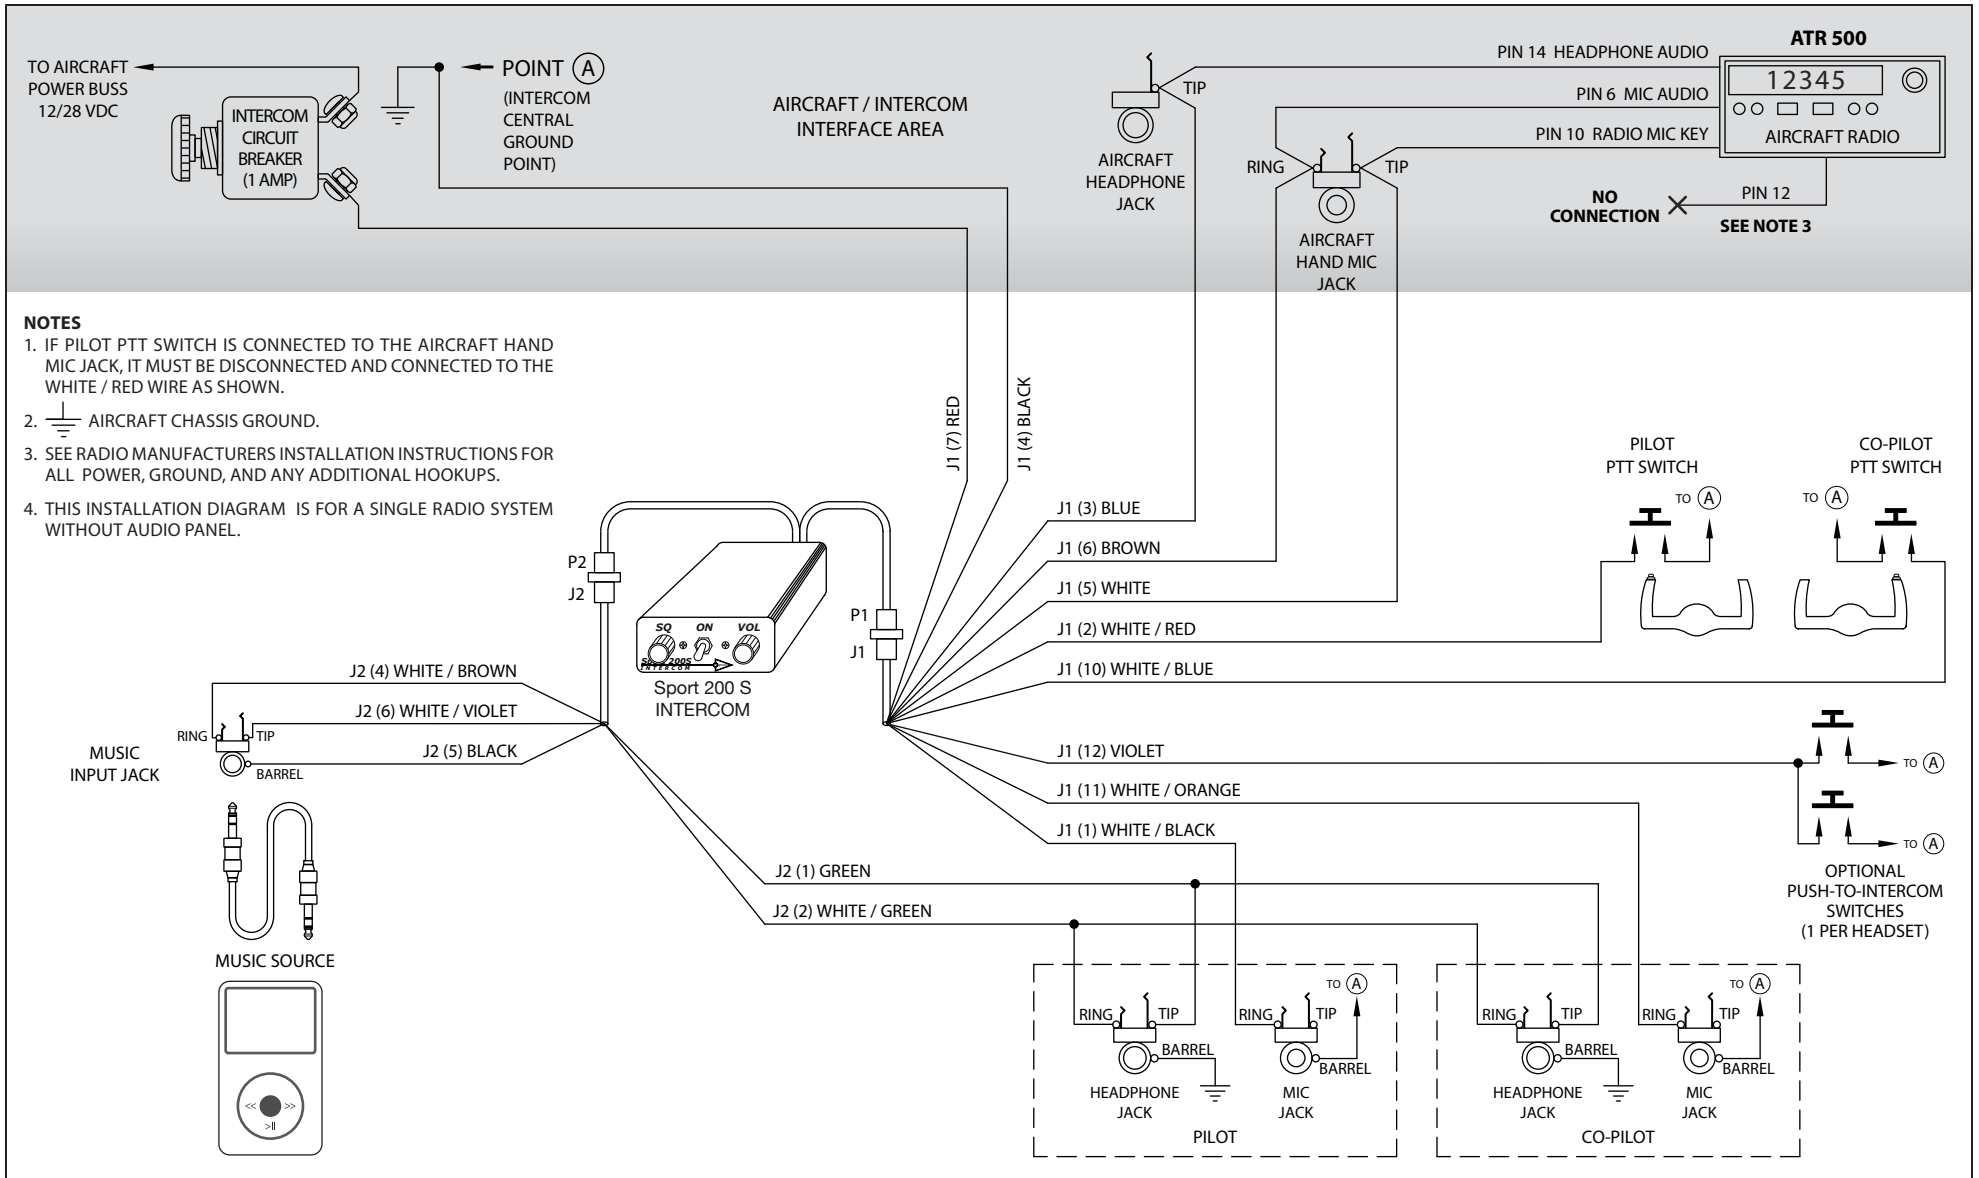 TO AIRCRAFT
POWER BUSS
12/28 VDC
INTERCOM
CIRCUIT
BREAKER
(1 AMP)
POINT A
(INTERCOM
CENTRAL
GROUND
POINT)
AIRCRAFT / INTERCOM
INTERFACE AREA
TIP
AIRCRAFT
HEADPHONE
JACK
RING
TIP
AIRCRAFT
HAND MIC
JACK
PIN 14 HEADPHONE AUDIO
PIN 6 MIC AUDIO
PIN 10 RADIO MIC KEY
ATR 500
12345
AIRCRAFT RADIO
NO
CONNECTION
PIN 12
SEE NOTE 3
NOTES
1. IF PILOT PTT SWITCH IS CONNECTED TO THE AIRCRAFT HAND
MIC JACK, IT MUST BE DISCONNECTED AND CONNECTED TO THE
WHITE / RED WIRE AS SHOWN.
2. AIRCRAFT CHASSIS GROUND.
3. SEE RADIO MANUFACTURERS INSTALLATION INSTRUCTIONS FOR
ALL POWER, GROUND, AND ANY ADDITIONAL HOOKUPS.
4. THIS INSTALLATION DIAGRAM IS FOR A SINGLE RADIO SYSTEM
WITHOUT AUDIO PANEL.
J1 (7) RED
J1 (4) BLACK
J1 (3) BLUE
J1 (6) BROWN
J1 (5) WHITE
J1 (2) WHITE / RED
J1 (10) WHITE / BLUE
J1 (12) VIOLET
J1 (11) WHITE / ORANGE
J1 (1) WHITE / BLACK
PILOT
PTT SWITCH
TO A
CO-PILOT
PTT SWITCH
TO A
P2
J2
P1
J1
SQ
ON
VOL
Sport 200S
INTERCOM
Sport 200 S
INTERCOM
J2 (4) WHITE / BROWN
J2 (6) WHITE / VIOLET
J2 (5) BLACK
RING
TIP
BARREL
MUSIC
INPUT JACK
MUSIC SOURCE
<<
>>
>II
J2 (1) GREEN
J2 (2) WHITE / GREEN
TO A
TO A
OPTIONAL
PUSH-TO-INTERCOM
SWITCHES
(1 PER HEADSET)
RING
TIP
BARREL
HEADPHONE
JACK
RING
TIP
TO A
BARREL
MIC
JACK
PILOT
RING
TIP
BARREL
HEADPHONE
JACK
RING
TIP
TO A
BARREL
MIC
JACK
CO-PILOT